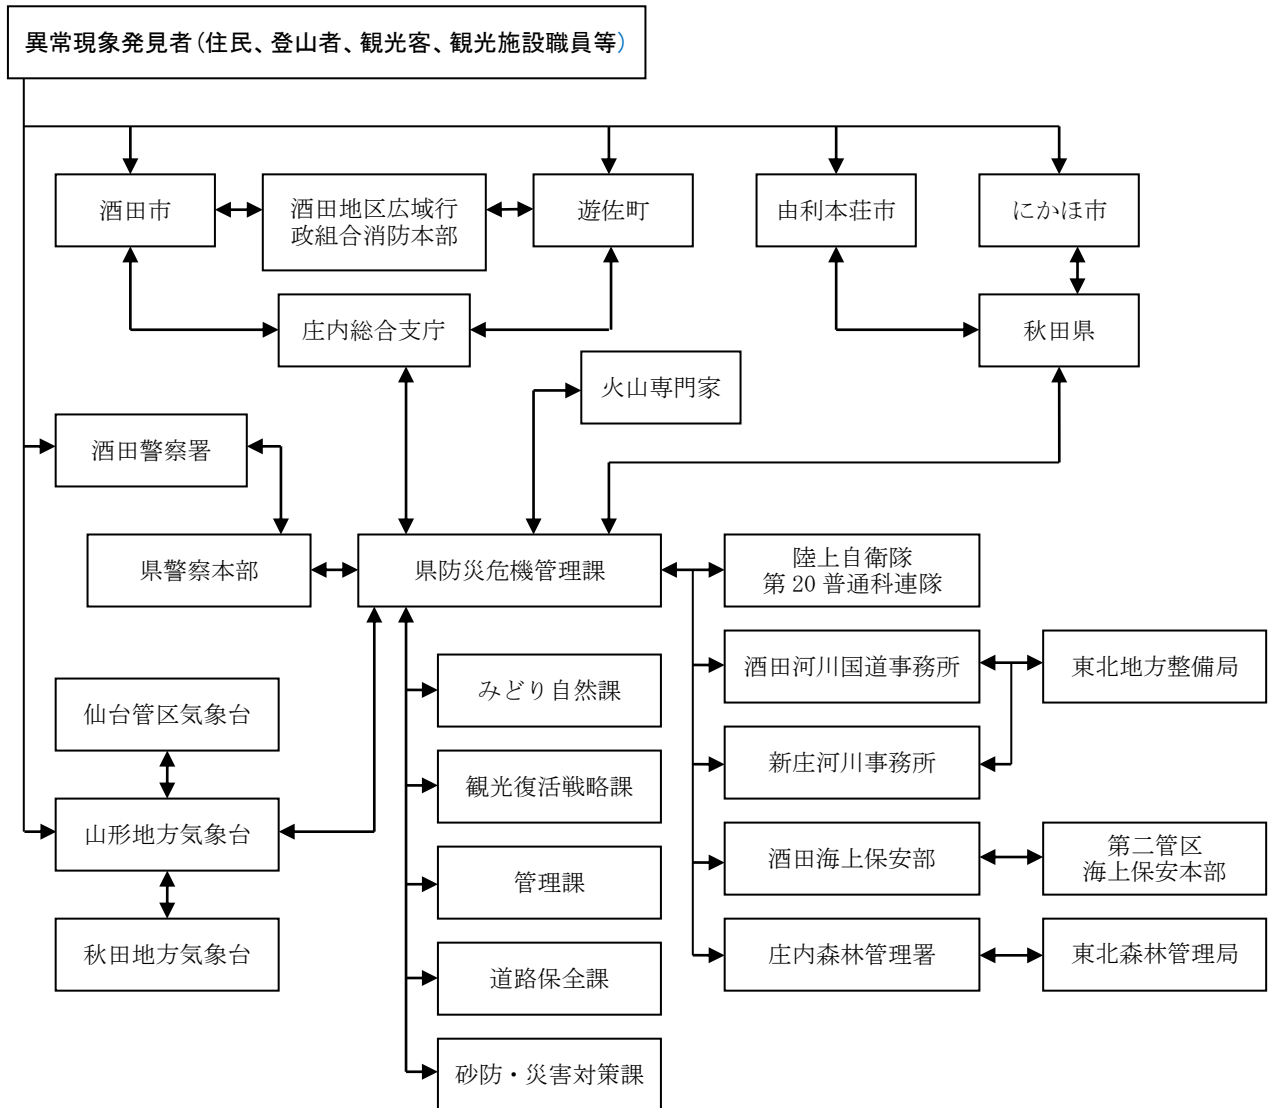 異常現象発見者(住民、登山者、観光客、観光施設職員等)
酒田市
酒田地区広域行
政組合消防本部
遊佐町
由利本荘市
にかほ市
庄内総合支庁
秋田県
火山専門家
酒田警察署
県警察本部
県防災危機管理課
陸上自衛隊
第20普通科連隊
酒田河川国道事務所
東北地方整備局
みどり自然課
仙台管区気象台
新庄河川事務所
観光復活戦略課
山形地方気象台
酒田海上保安部
第二管区
海上保安本部
管理課
秋田地方気象台
庄内森林管理署
東北森林管理局
道路保全課
砂防・災害対策課